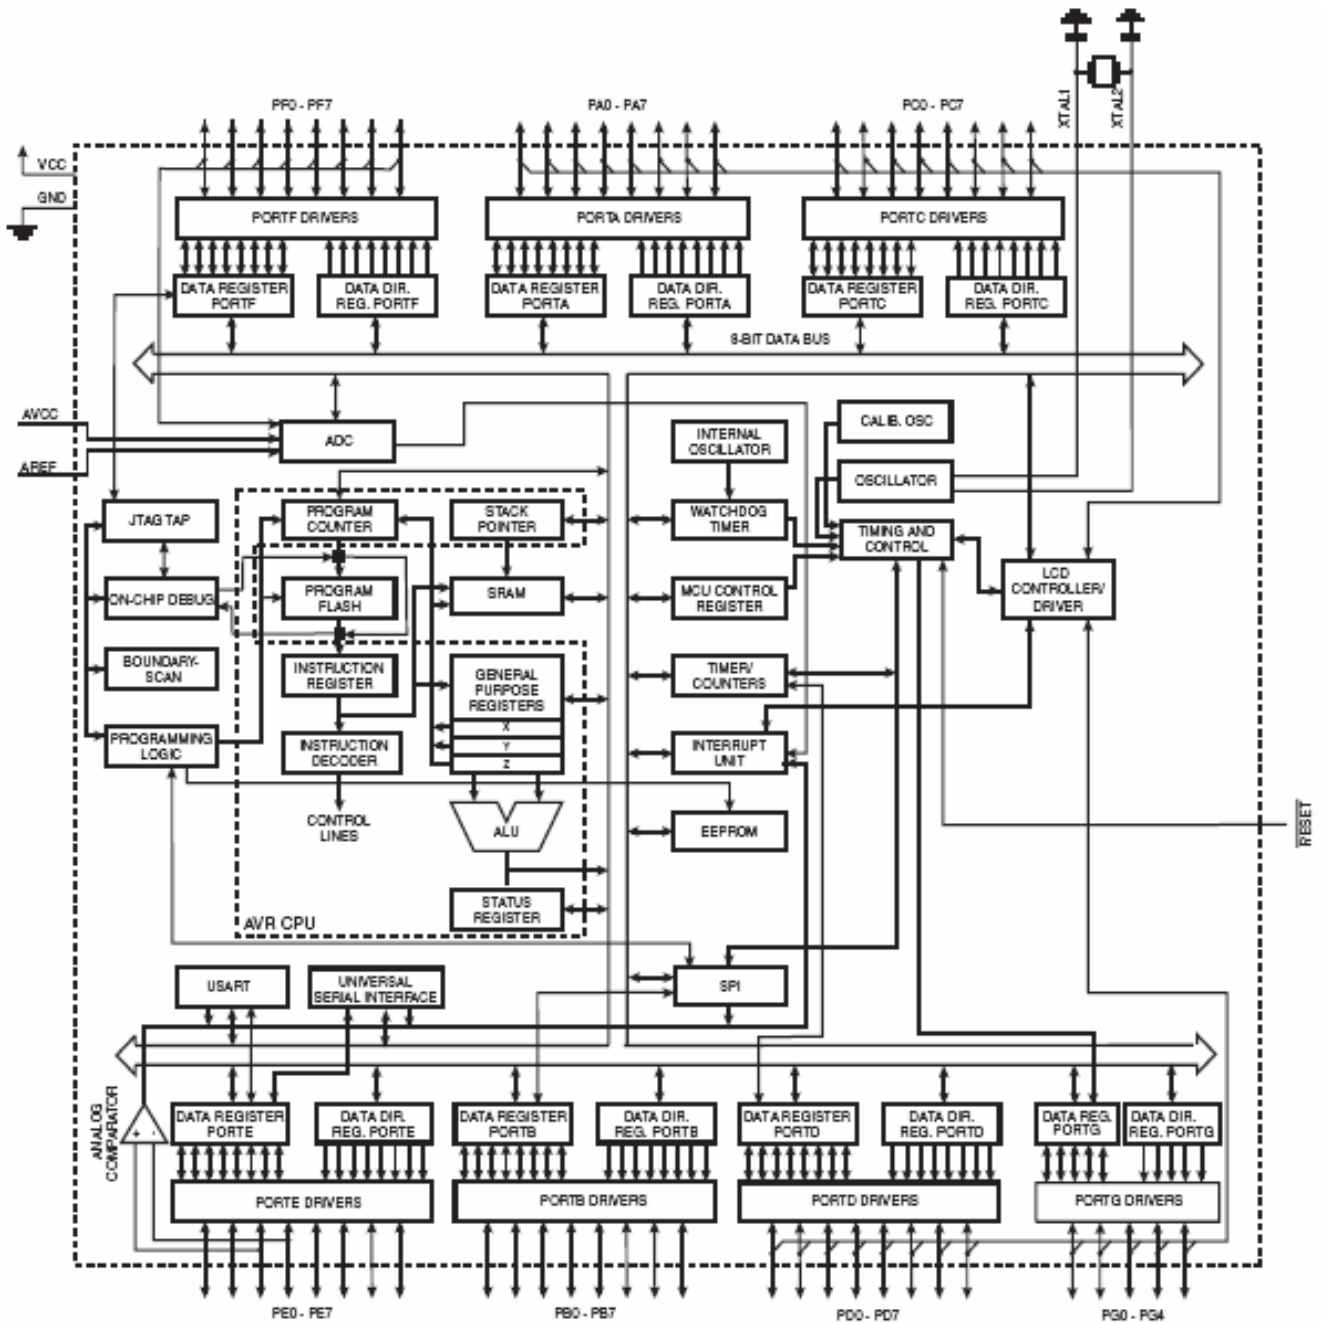 XTAL1
XTAL2
PF0 - PF7
PA0 - PA7
PC0 - PC7
VCC
GND
PORTF DRIVERS
PORTA DRIVERS
PORTC DRIVERS
DATA REGISTER
PORTF
DATA DIR.
REG. PORTF
DATA REGISTER
PORTA
DATA DIR.
REG. PORTA
DATA REGISTER
PORTC
DATA DIR.
REG. PORTC
8-BIT DATA BUS
AVCC
AREF
ADC
INTERNAL
OSCILLATOR
CALIB. OSC
OSCILLATOR
JTAG TAP
PROGRAM
COUNTER
STACK
POINTER
WATCHDOG
TIMER
TIMING AND
CONTROL
ON-CHIP DEBUG
PROGRAM
FLASH
SRAM
MCU CONTROL
REGISTER
LCD
CONTROLLER/
DRIVER
BOUNDARY-
SCAN
INSTRUCTION
REGISTER
GENERAL
PURPOSE
REGISTERS
X
Y
Z
TIMER/
COUNTERS
PROGRAMMING
LOGIC
INSTRUCTION
DECODER
INTERRUPT
UNIT
CONTROL
LINES
ALU
EEPROM
RESET
STATUS
REGISTER
AVR CPU
USART
UNIVERSAL
SERIAL INTERFACE
SPI
ANALOG
COMPARATOR
+ -
DATA REGISTER
PORTE
DATA DIR.
REG. PORTE
DATA REGISTER
PORTB
DATA DIR.
REG. PORTB
DATA REGISTER
PORTD
DATA DIR.
REG. PORTD
DATA REG.
PORTG
DATA DIR.
REG. PORTG
PORTE DRIVERS
PORTB DRIVERS
PORTD DRIVERS
PORTG DRIVERS
PE0 - PE7
PB0 - PB7
PD0 - PD7
PG0 - PG4